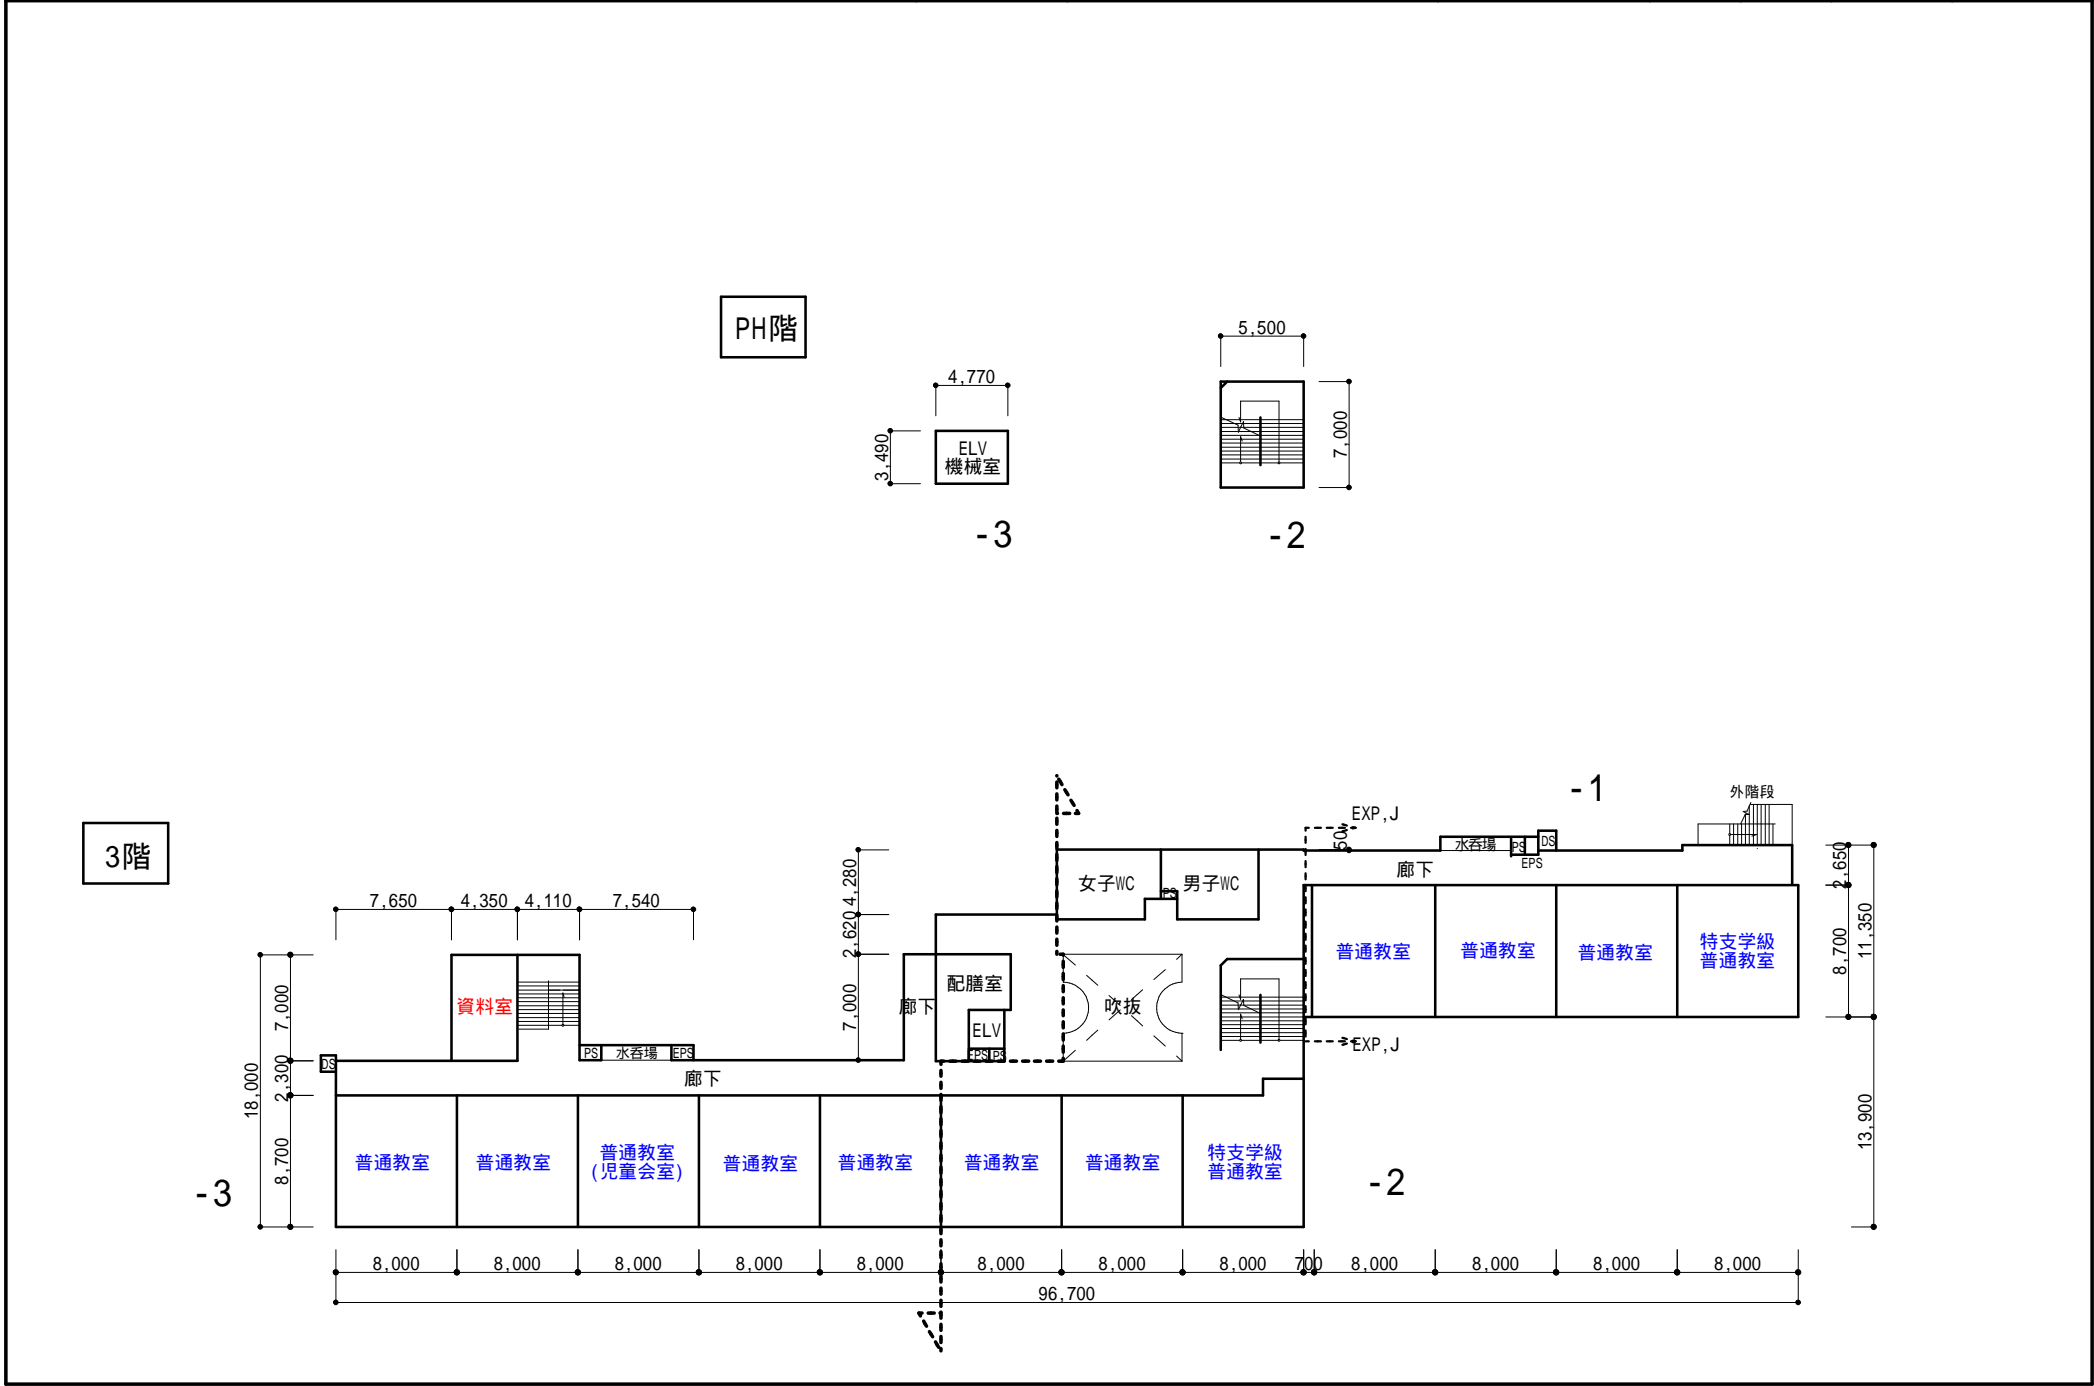 PH階
5,500
4,770
3,490
ELV
機械室
7,000
-3
-2
-1
外階段
EXP,J
50
3階
水呑場
PS
DS
EPS
廊下
2,650
4,280
女子WC
男子WC
PS
7,650
4,350
4,110
7,540
2,620
8,700
11,350
普通教室
普通教室
普通教室
特支学級
普通教室
配膳室
資料室
廊下
吹抜
7,000
7,000
ELV
EPS
PS
EXP,J
PS
水呑場
EPS
DS
廊下
18,000
2,300
13,900
8,700
普通教室
普通教室
普通教室
(児童会室)
普通教室
普通教室
普通教室
普通教室
特支学級
普通教室
-3
-2
8,000
8,000
8,000
8,000
8,000
8,000
8,000
8,000
700
8,000
8,000
8,000
8,000
96,700